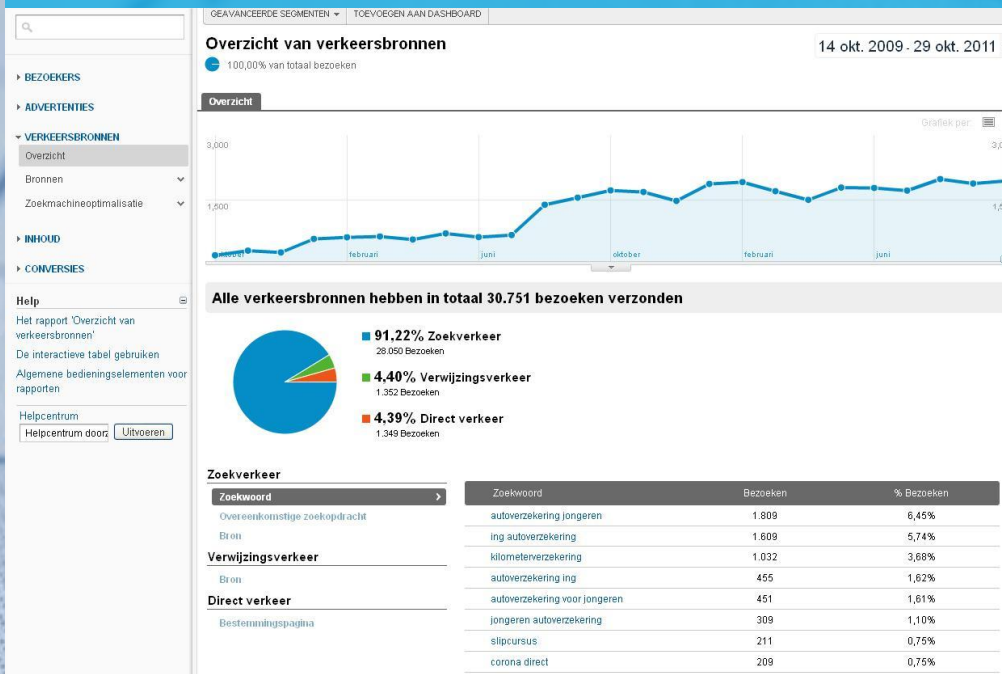 GEAVANCEERDE SEGMENTEN TOEVOEGEN AAN DASHBOARD
Overzicht van verkeersbronnen
14 okt. 2009 - 29 okt. 2011
100,00% van totaal bezoeken
BEZOEKERS
ADVERTENTIES
VERKEERSBRONNEN
Overzicht
Bronnen
Zoekmachineoptimalisatie
INHOUD
CONVERSIES
Help
Het rapport 'Overzicht van
verkeersbronnen'
De interactieve tabel gebruiken
Algemene bedieningselementen voor
rapporten
Helpcentrum
Helpcentrum doorz Uitvoeren
Overzicht
Grafiek per:
3,000
1,500
oktober februari juni oktober februari juni
Alle verkeersbronnen hebben in totaal 30.751 bezoeken verzonden
91,22% Zoekverkeer
28.050 Bezoeken
4,40% Verwijzingsverkeer
1.352 Bezoeken
4,39% Direct verkeer
1.349 Bezoeken
Zoekverkeer
Zoekwoord
Overeenkomstige zoekopdracht
Bron
Verwijzingsverkeer
Bron
Direct verkeer
Bestemmingspagina
Zoekwoord Bezoeken % Bezoeken
autoverzekering jongeren 1.809 6,45%
ing autoverzekering 1.609 5,74%
kilometerverzekering 1.032 3,68%
autoverzekering ing 455 1,62%
autoverzekering voor jongeren 451 1,61%
jongeren autoverzekering 309 1,10%
slipcursus 211 0,75%
corona direct 209 0,75%